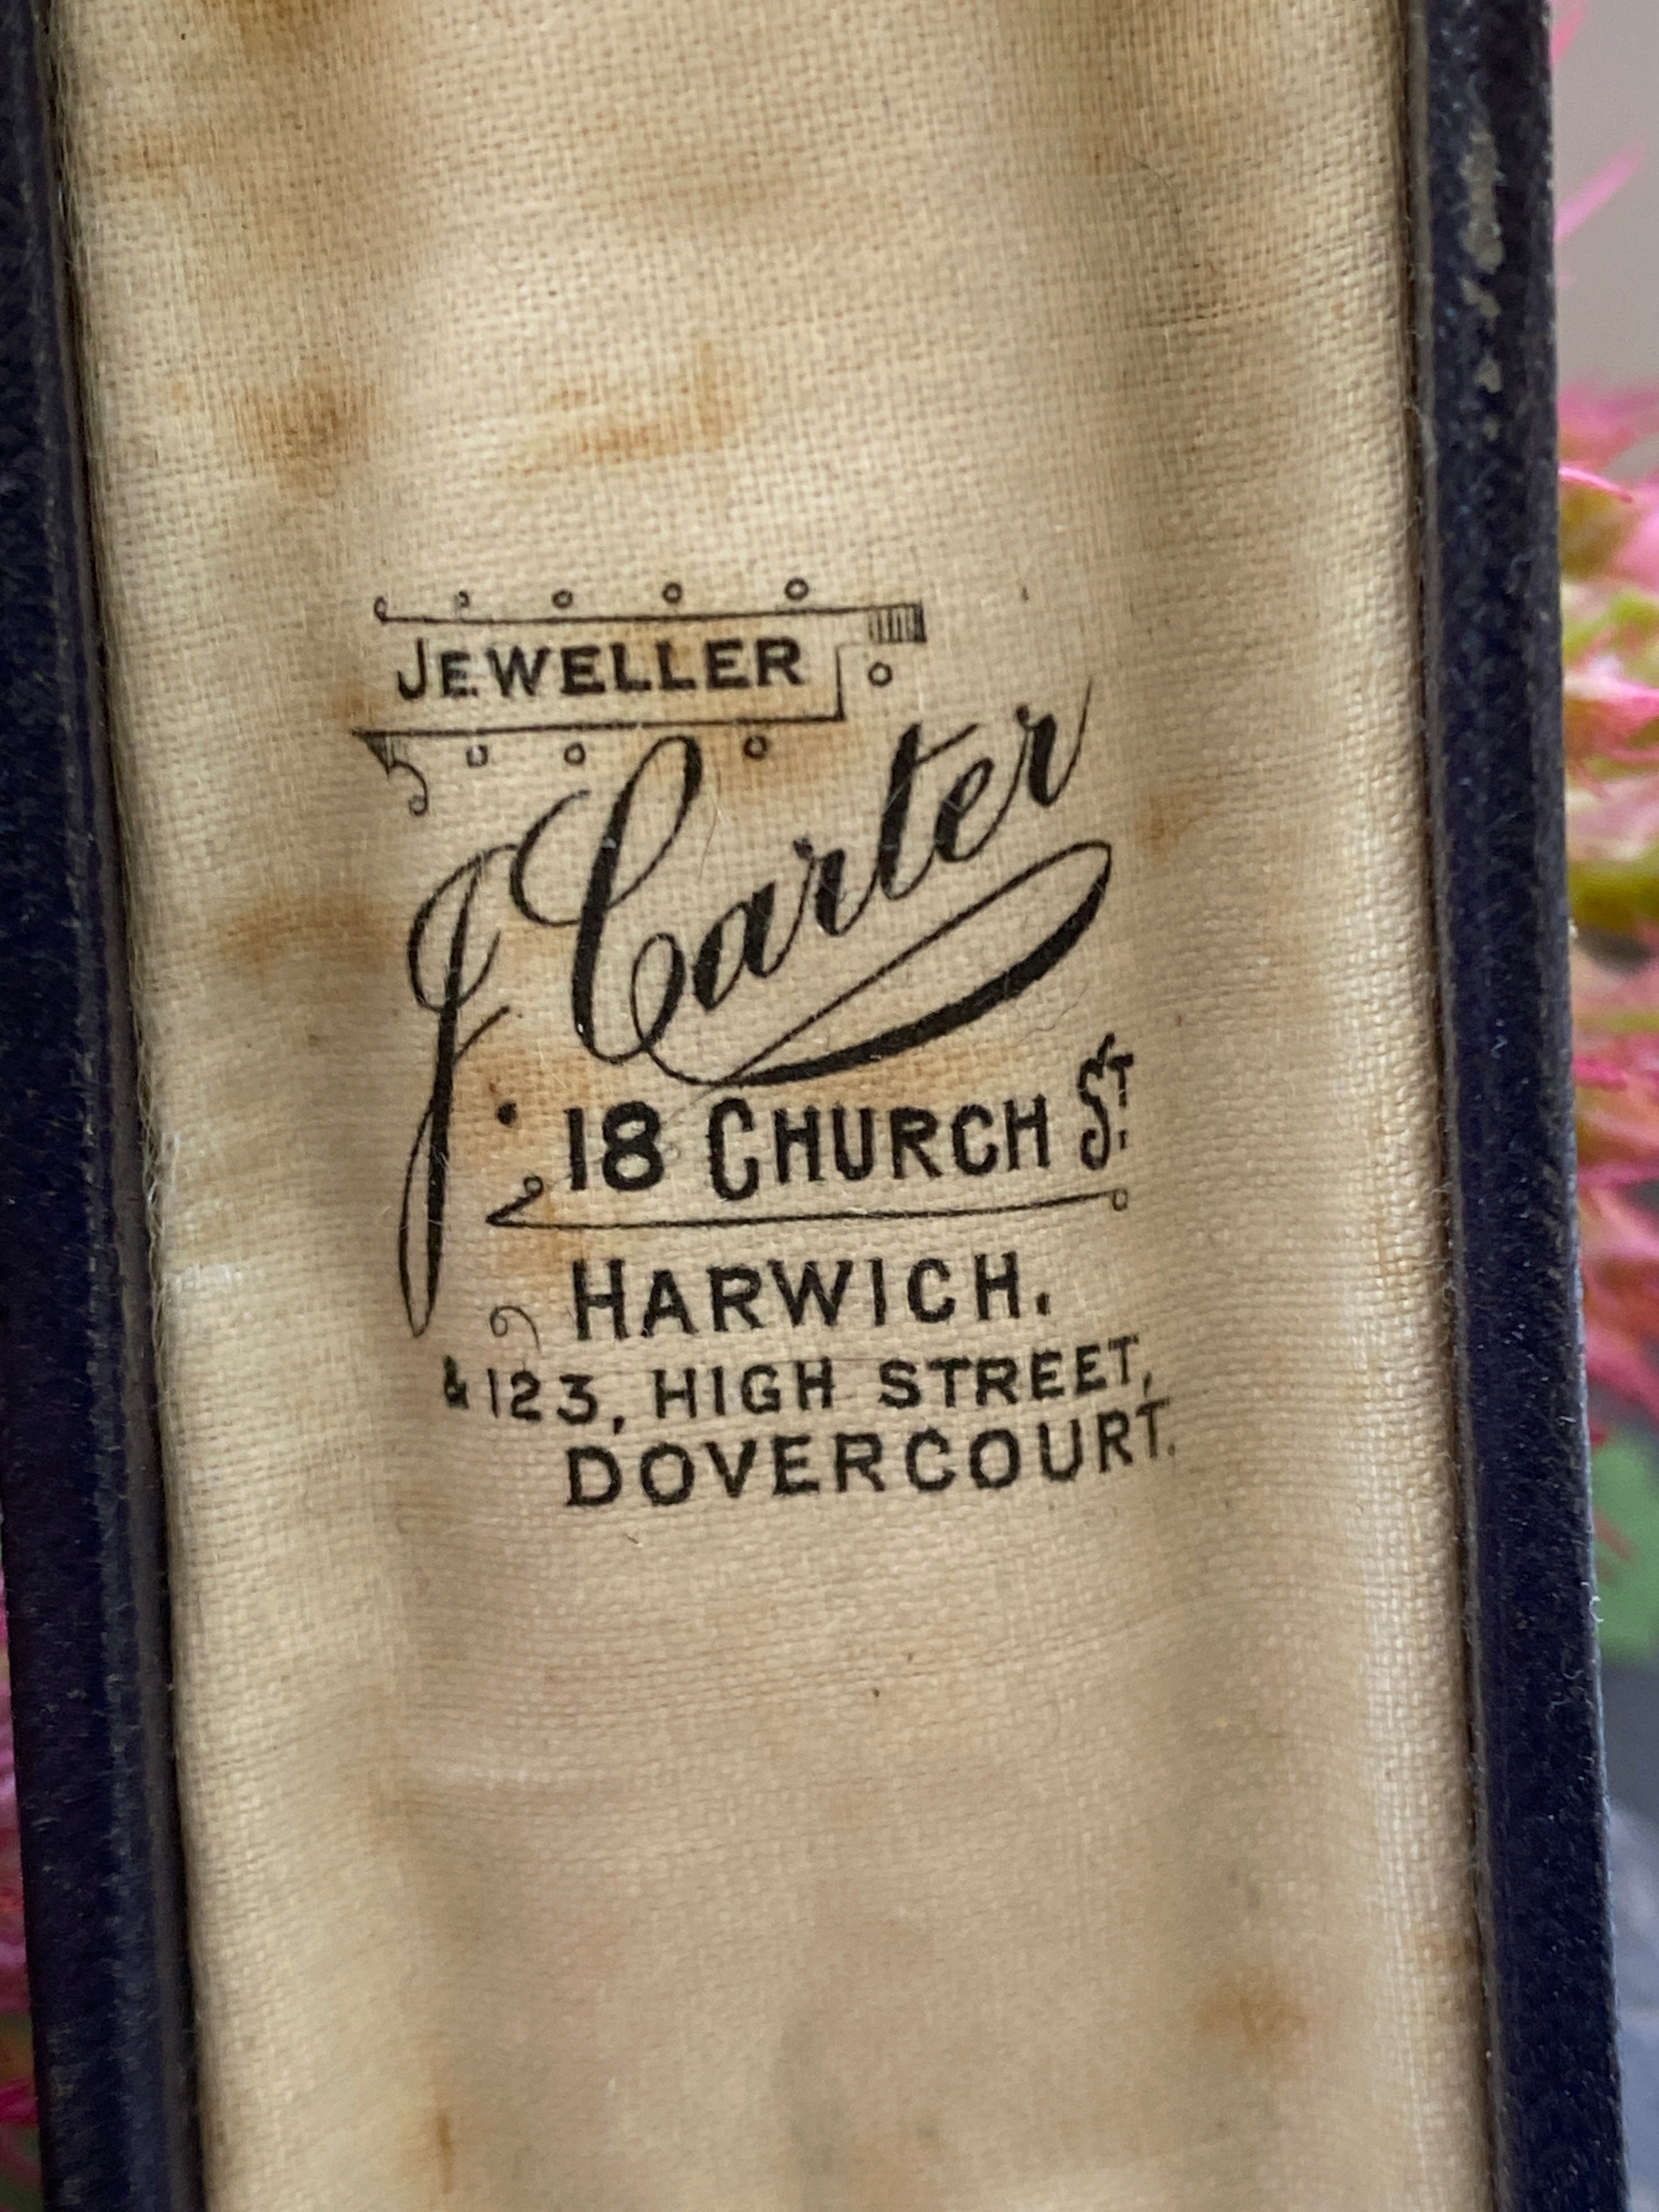 JEWELLER
J Carter
18 CHURCH ST.
HARWICH.
& 123, HIGH STREET,
DOVERCOURT.